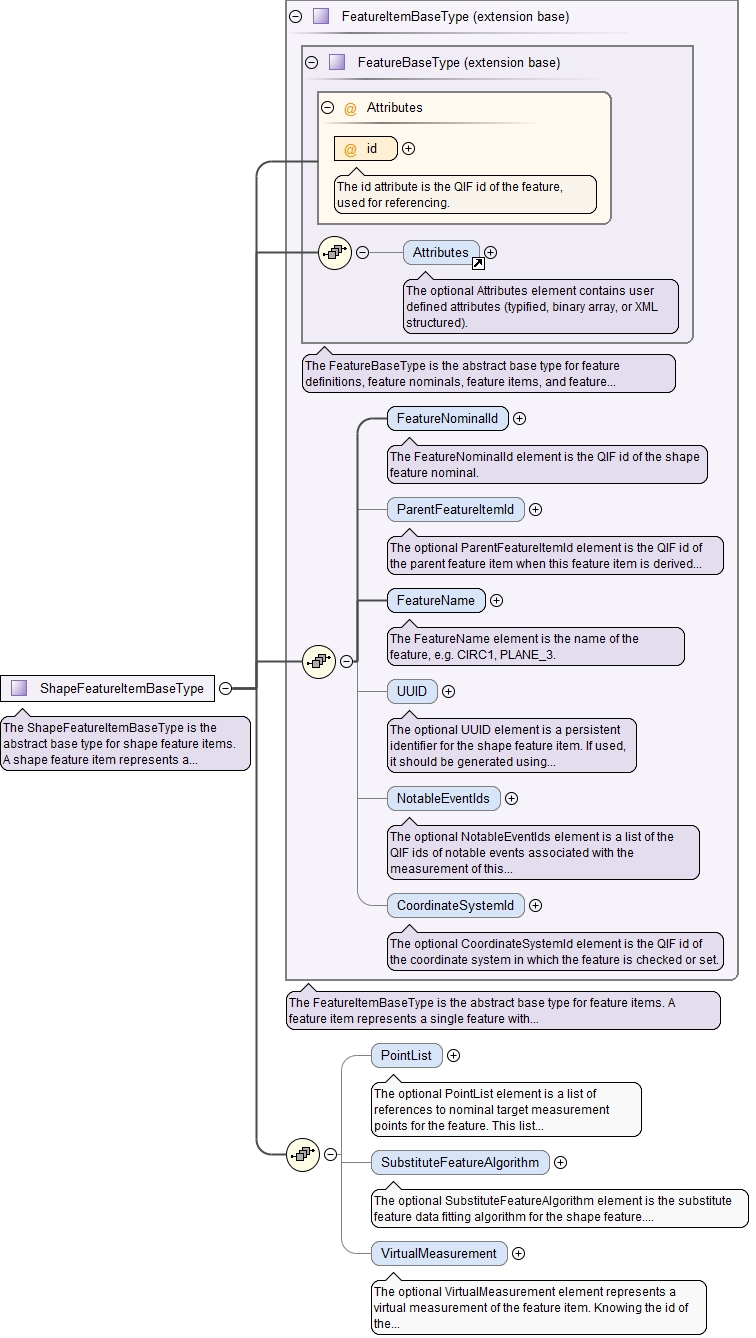 FeatureItemBaseType (extension base)
FeatureBaseType (extension base)
@ Attributes
@ id
The id attribute is the QIF id of the feature,
used for referencing.
Attributes
The optional Attributes element contains user
defined attributes (typified, binary array, or XML
structured).
The FeatureBaseType is the abstract base type for feature
definitions, feature nominals, feature items, and feature...
FeatureNominalId
The FeatureNominalId element is the QIF id of the shape
feature nominal.
ParentFeatureItemId
The optional ParentFeatureItemId element is the QIF id of
the parent feature item when this feature item is derived...
FeatureName
The FeatureName element is the name of the
feature, e.g. CIRC1, PLANE_3.
ShapeFeatureItemBaseType
The ShapeFeatureItemBaseType is the
abstract base type for shape feature items.
A shape feature item represents a...
UUID
The optional UUID element is a persistent
identifier for the shape feature item. If used,
it should be generated using...
NotableEventIds
The optional NotableEventIds element is a list of the
QIF ids of notable events associated with the
measurement of this...
CoordinateSystemId
The optional CoordinateSystemId element is the QIF id of
the coordinate system in which the feature is checked or set.
The FeatureItemBaseType is the abstract base type for feature items. A
feature item represents a single feature with...
PointList
The optional PointList element is a list of
references to nominal target measurement
points for the feature. This list...
SubstituteFeatureAlgorithm
The optional SubstituteFeatureAlgorithm element is the substitute
feature data fitting algorithm for the shape feature....
VirtualMeasurement
The optional VirtualMeasurement element represents a
virtual measurement of the feature item. Knowing the id of
the...